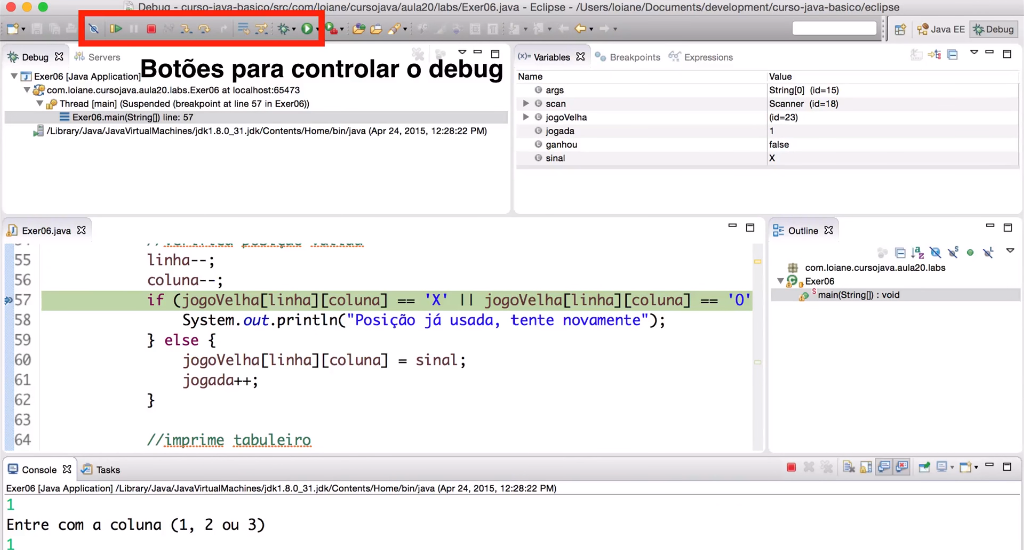 Debug - curso-java-basico/src/com/loiane/cursojava/aula20/labs/Exer06.java - Eclipse - /Users/loiane/Documents/development/curso-java-basico/eclipse
Java EE
Debug
Botões para controlar o debug
Debug
Servers
Exer06 [Java Application]
com.loiane.cursojava.aula20.labs.Exer06 at localhost:65473
Thread [main] (Suspended (breakpoint at line 57 in Exer06))
Exer06.main(String[]) line: 57
/Library/Java/JavaVirtualMachines/jdk1.8.0_31.jdk/Contents/Home/bin/java (Apr 24, 2015, 12:28:22 PM)
(x)= Variables
Breakpoints
Expressions
Name Value
args String[0] (id=15)
scan Scanner (id=18)
jogoVelha (id=23)
jogada 1
ganhou false
sinal X
Exer06.java
55 linha--;
56 coluna--;
57 if (jogoVelha[linha][coluna] == 'X' || jogoVelha[linha][coluna] == 'O'
58 System.out.println("Posição já usada, tente novamente");
59 } else {
60 jogoVelha[linha][coluna] = sinal;
61 jogada++;
62 }
63
64 //imprime tabuleiro
Outline
com.loiane.cursojava.aula20.labs
Exer06
main(String[]) : void
Console
Tasks
Exer06 [Java Application] /Library/Java/JavaVirtualMachines/jdk1.8.0_31.jdk/Contents/Home/bin/java (Apr 24, 2015, 12:28:22 PM)
1
Entre com a coluna (1, 2 ou 3)
1